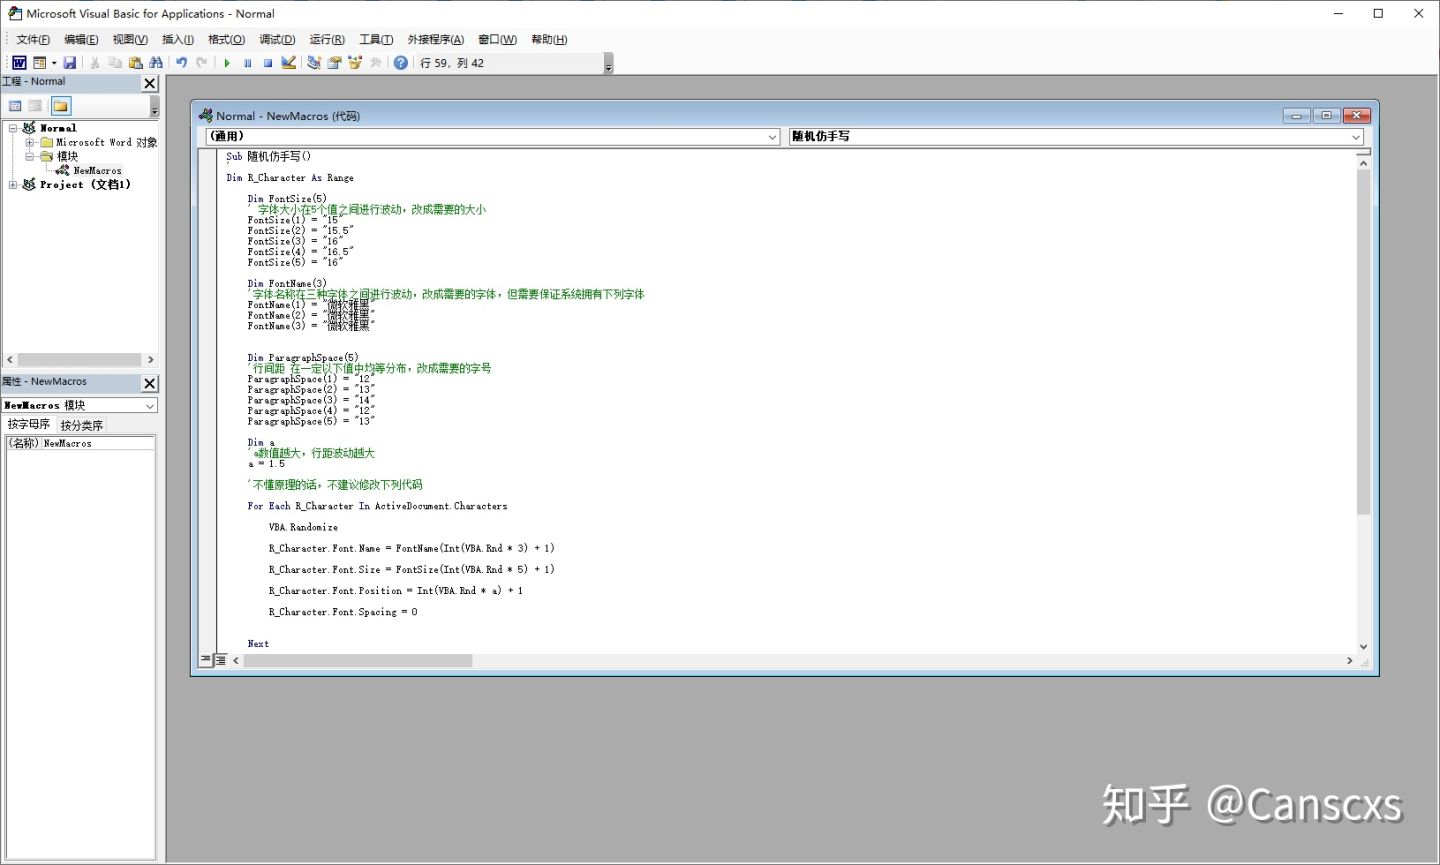 Microsoft Visual Basic for Applications - Normal
文件(F) 编辑(E) 视图(V) 插入(I) 格式(O) 调试(D) 运行(R) 工具(T) 外接程序(A) 窗口(W) 帮助(H)
行 59，列 42
工程 - Normal
Normal
Microsoft Word 对象
模块
NewMacros
Project (文档1)
属性 - NewMacros
NewMacros 模块
按字母序 按分类序
(名称) NewMacros
Normal - NewMacros (代码)
(通用) 随机仿手写
Sub 随机仿手写()
'
Dim R_Character As Range
Dim FontSize(5)
' 字体大小在5个值之间进行波动，改成需要的大小
FontSize(1) = "15"
FontSize(2) = "15.5"
FontSize(3) = "16"
FontSize(4) = "16.5"
FontSize(5) = "16"
Dim FontName(3)
'字体名称在三种字体之间进行波动，改成需要的字体，但需要保证系统拥有下列字体
FontName(1) = "微软雅黑"
FontName(2) = "微软雅黑"
FontName(3) = "微软雅黑"
Dim ParagraphSpace(5)
'行间距 在一定以下值中均等分布，改成需要的字号
ParagraphSpace(1) = "12"
ParagraphSpace(2) = "13"
ParagraphSpace(3) = "14"
ParagraphSpace(4) = "12"
ParagraphSpace(5) = "13"
Dim a
'a数值越大，行距波动越大
a = 1.5
'不懂原理的话，不建议修改下列代码
For Each R_Character In ActiveDocument.Characters
VBA.Randomize
R_Character.Font.Name = FontName(Int(VBA.Rnd * 3) + 1)
R_Character.Font.Size = FontSize(Int(VBA.Rnd * 5) + 1)
R_Character.Font.Position = Int(VBA.Rnd * a) + 1
R_Character.Font.Spacing = 0
Next
知乎 @Canscxs